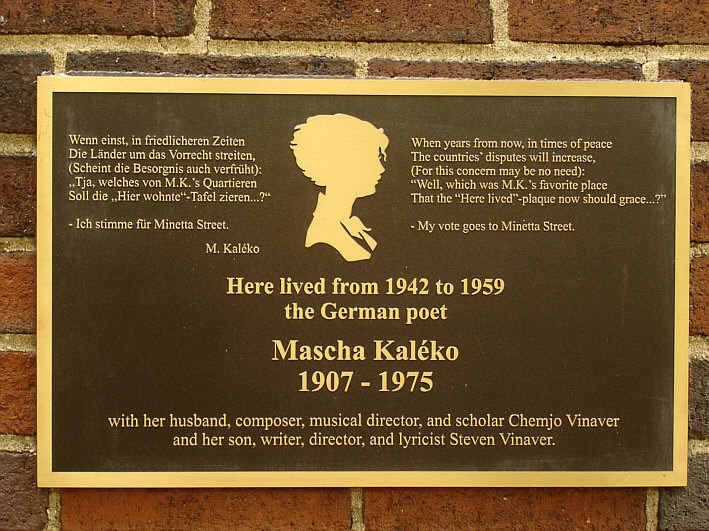 Wenn einst, in friedlicheren Zeiten
Die Länder um das Vorrecht streiten,
(Scheint die Besorgnis auch verfrüht):
„Tja, welches von M.K.’s Quartieren
Soll die „Hier wohnte“-Tafel zieren...?“
- Ich stimme für Minetta Street.
M. Kaléko
When years from now, in times of peace
The countries’ disputes will increase,
(For this concern may be no need):
“Well, which was M.K.’s favorite place
That the “Here lived”-plaque now should grace...?”
- My vote goes to Minetta Street.
Here lived from 1942 to 1959
the German poet
Mascha Kaléko
1907 - 1975
with her husband, composer, musical director, and scholar Chemjo Vinaver
and her son, writer, director, and lyricist Steven Vinaver.